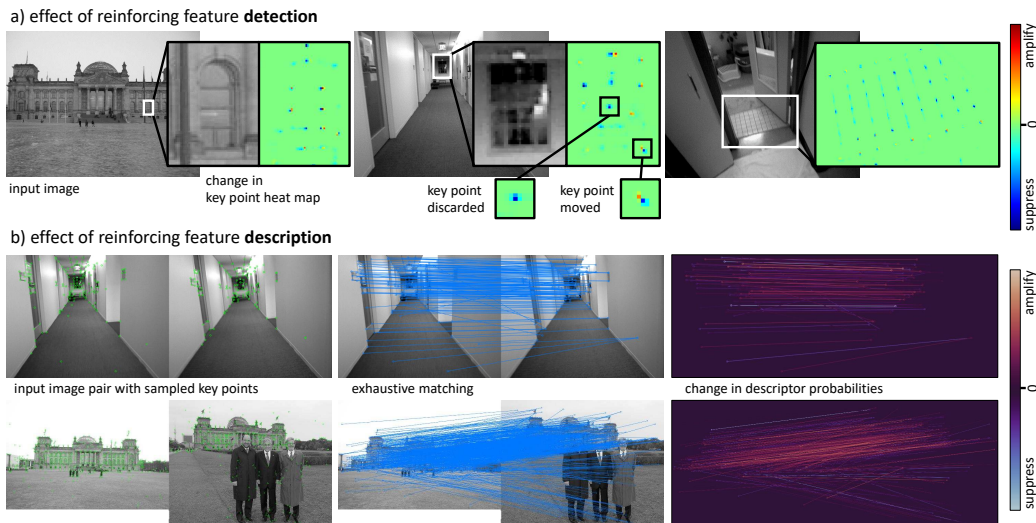 a) effect of reinforcing feature detection
input image
change in
key point heat map
key point
discarded
key point
moved
amplify
0
suppress
b) effect of reinforcing feature description
input image pair with sampled key points
exhaustive matching
change in descriptor probabilities
amplify
0
suppress